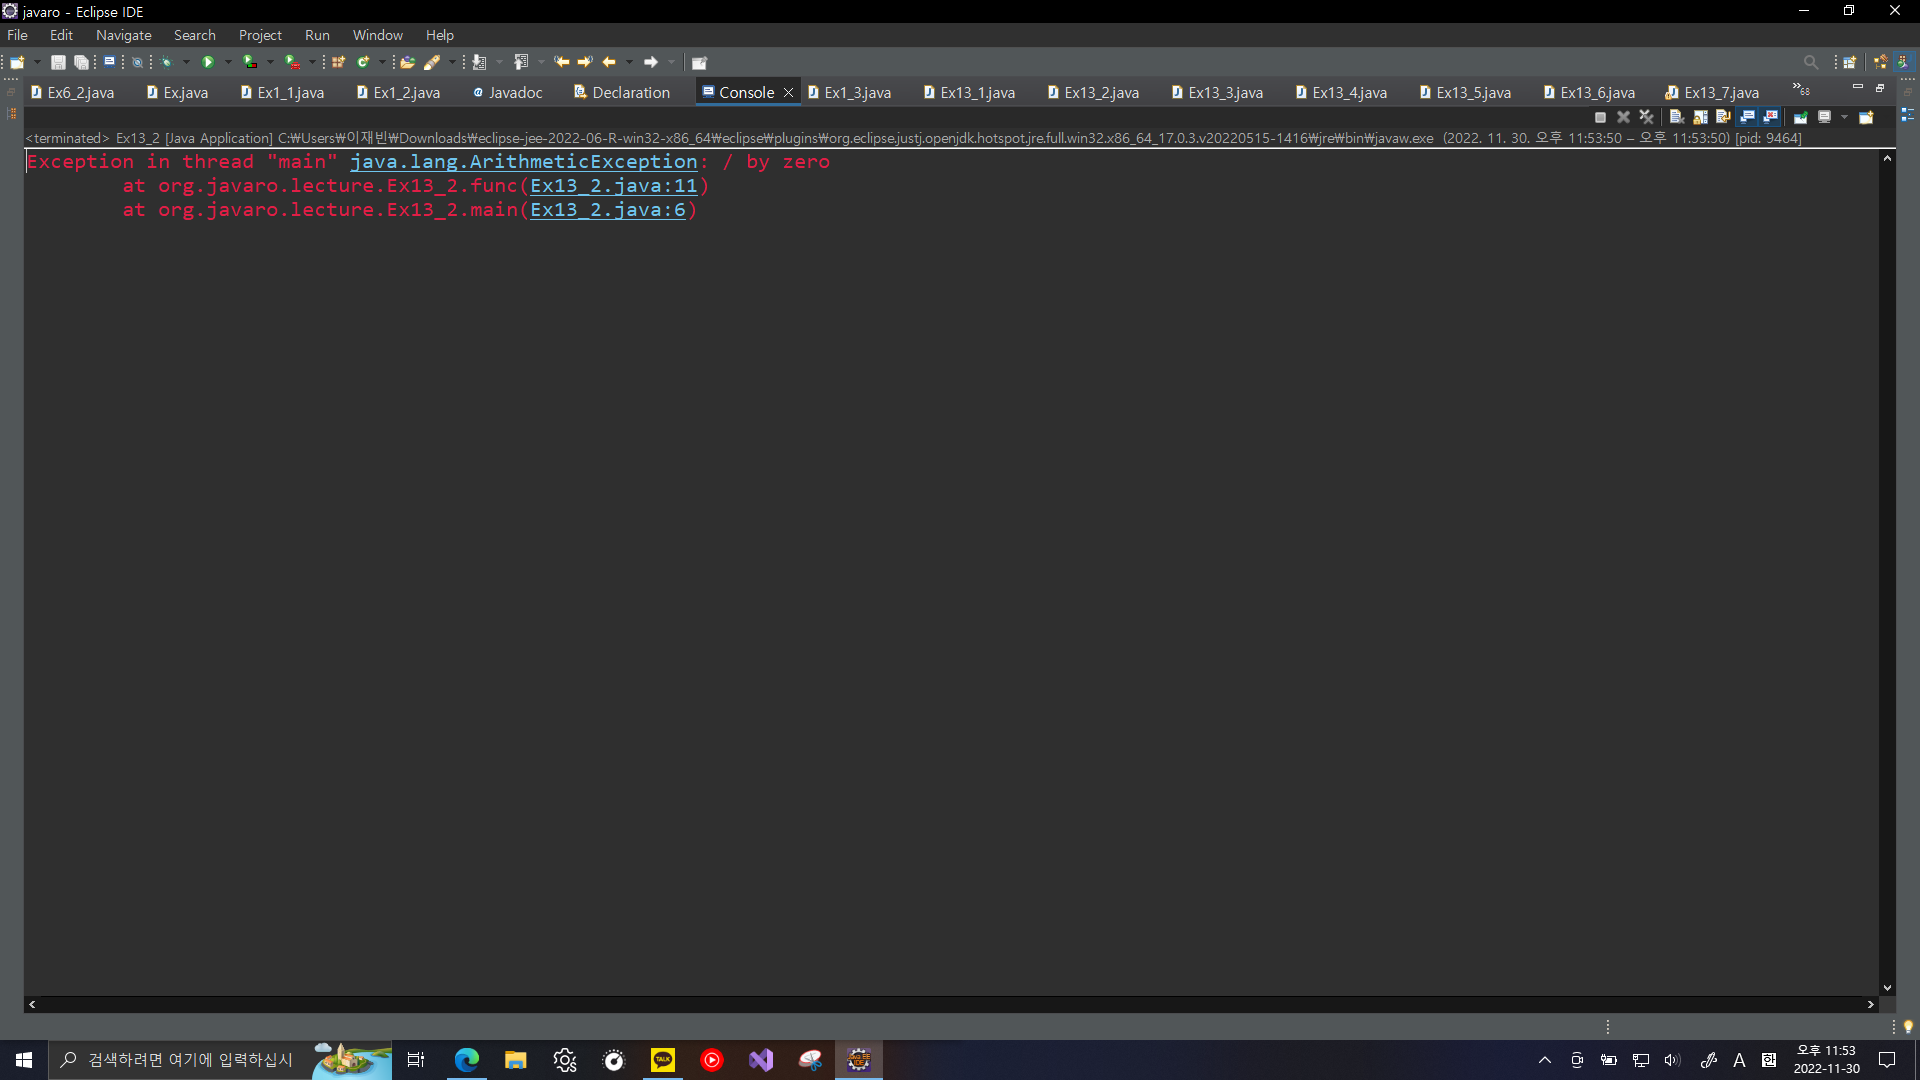 javaro - Eclipse IDE
File Edit Navigate Search Project Run Window Help
Ex6_2.java Ex.java Ex1_1.java Ex1_2.java @ Javadoc Declaration Console Ex1_3.java Ex13_1.java Ex13_2.java Ex13_3.java Ex13_4.java Ex13_5.java Ex13_6.java Ex13_7.java »68
<terminated> Ex13_2 [Java Application] C:₩Users₩이재빈₩Downloads₩eclipse-jee-2022-06-R-win32-x86_64₩eclipse₩plugins₩org.eclipse.justj.openjdk.hotspot.jre.full.win32.x86_64_17.0.3.v20220515-1416₩jre₩bin₩javaw.exe (2022. 11. 30. 오후 11:53:50 – 오후 11:53:50) [pid: 9464]
Exception in thread "main" java.lang.ArithmeticException: / by zero
at org.javaro.lecture.Ex13_2.func(Ex13_2.java:11)
at org.javaro.lecture.Ex13_2.main(Ex13_2.java:6)
검색하려면 여기에 입력하십시
TALK
A
오후 11:53
2022-11-30